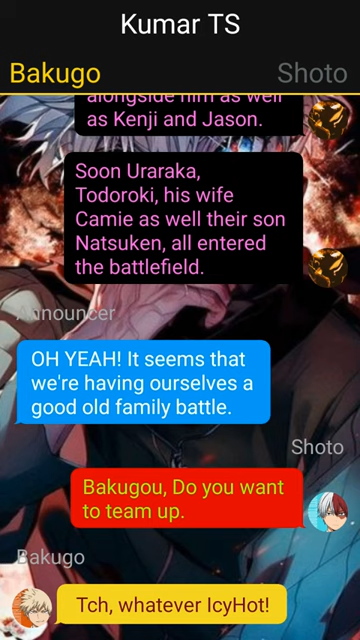 Kumar TS
Bakugo
Shoto
alongside him as well
as Kenji and Jason.
Soon Uraraka,
Todoroki, his wife
Camie as well their son
Natsuken, all entered
the battlefield.
Announcer
OH YEAH! It seems that
we're having ourselves a
good old family battle.
Shoto
Bakugou, Do you want
to team up.
Bakugo
Tch, whatever IcyHot!